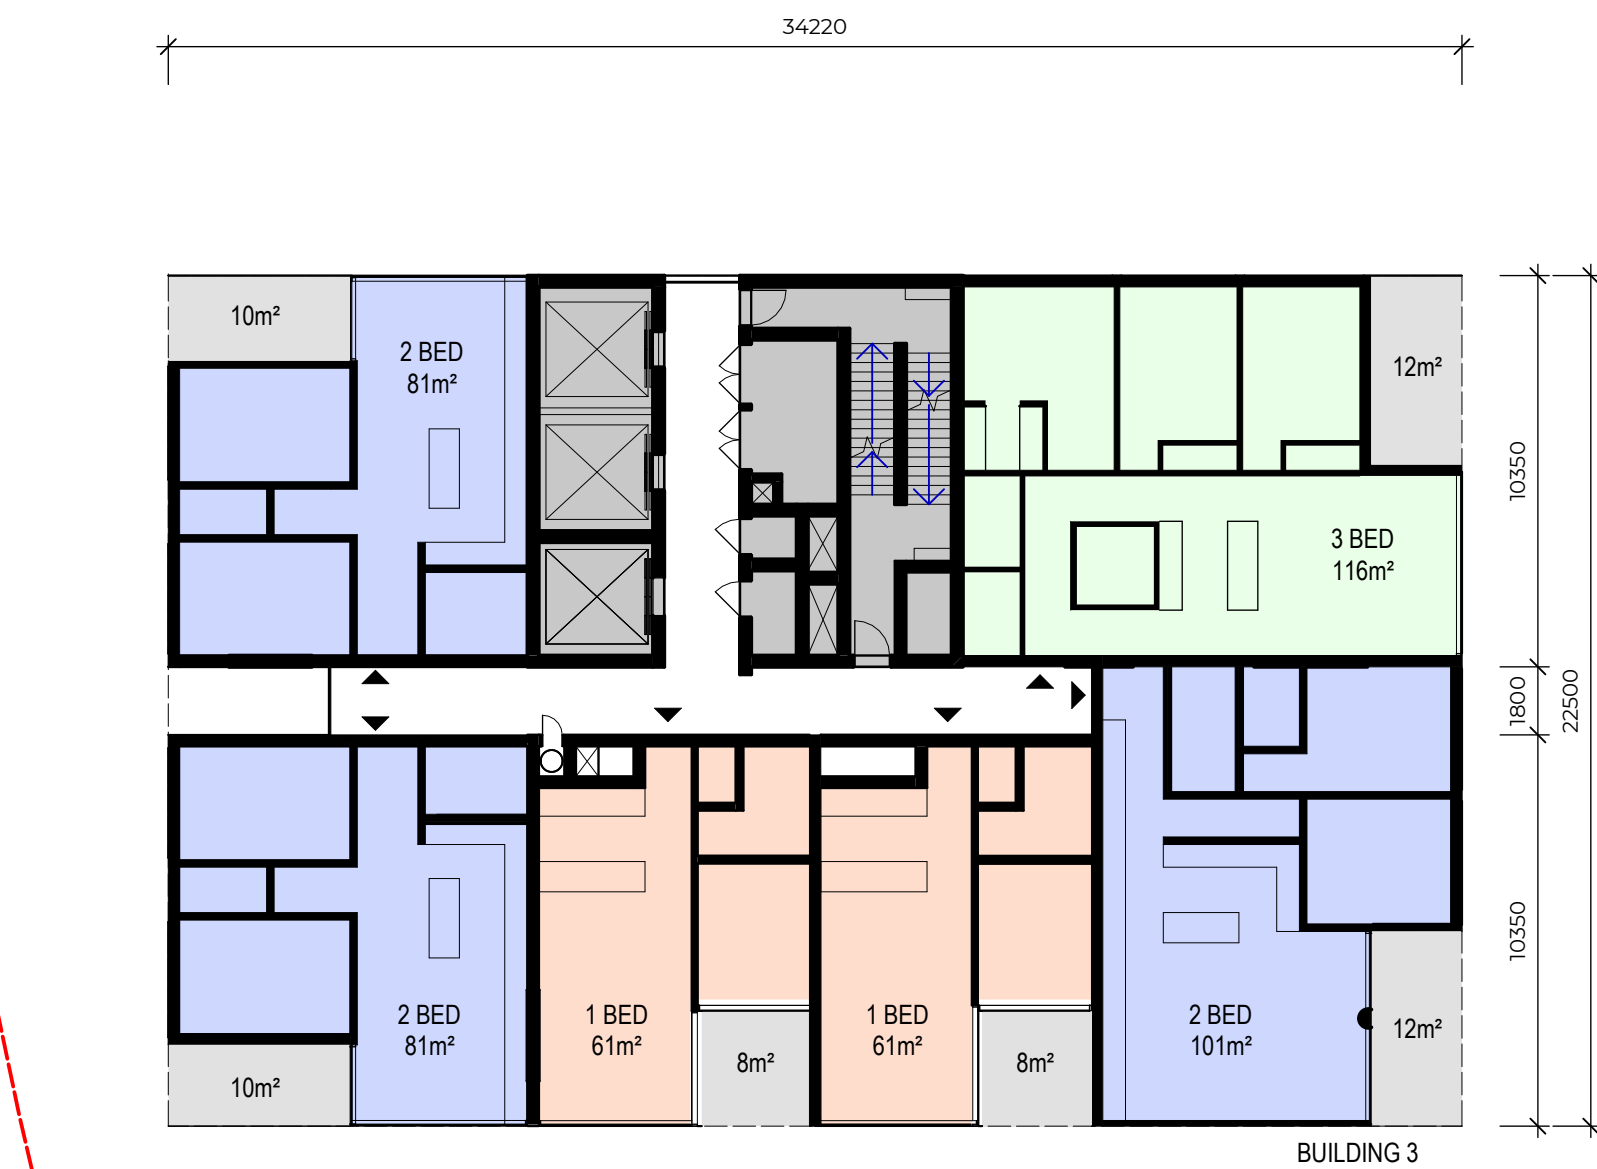 34220
10m²
2 BED
81m²
12m²
3 BED
116m²
10350
1800
22500
10350
2 BED
81m²
10m²
1 BED
61m²
8m²
1 BED
61m²
8m²
2 BED
101m²
12m²
BUILDING 3